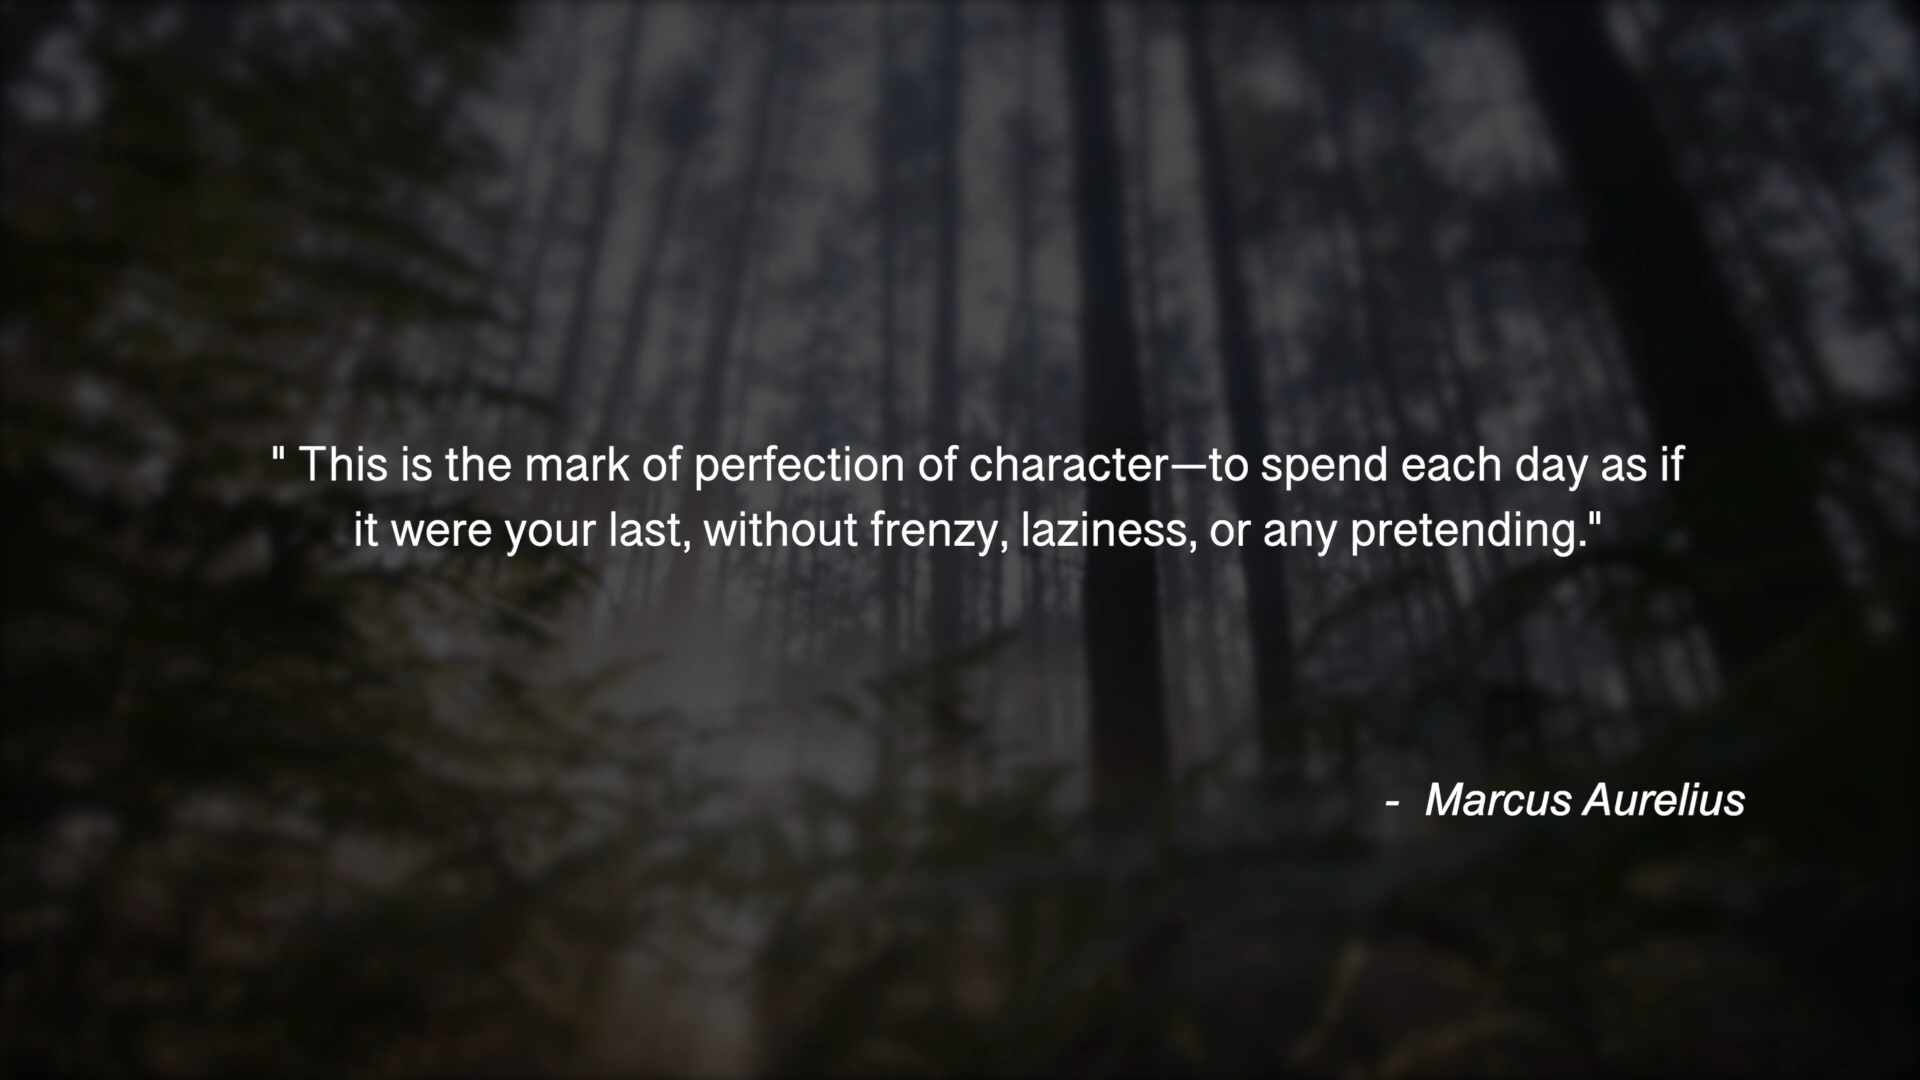 " This is the mark of perfection of character—to spend each day as if
it were your last, without frenzy, laziness, or any pretending."
- Marcus Aurelius